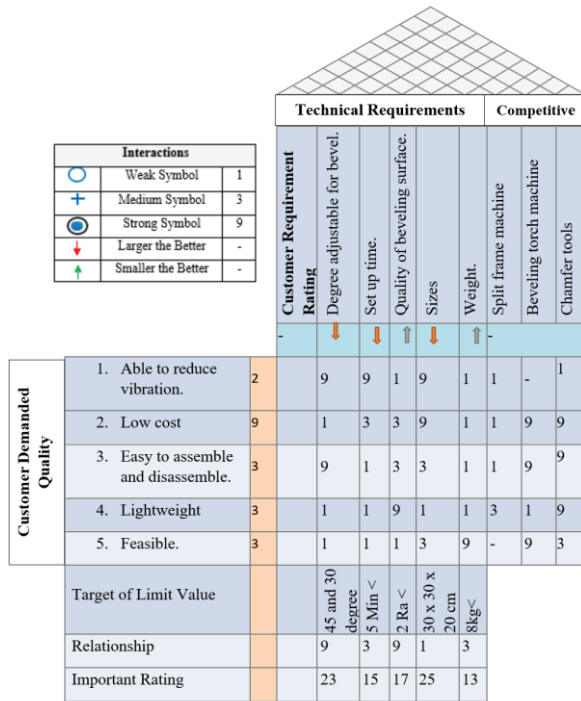 Technical Requirements Competitive
Interactions
Weak Symbol 1
Medium Symbol 3
Strong Symbol 9
Larger the Better -
Smaller the Better -
Customer Requirement
Rating
Degree adjustable for bevel.
Set up time.
Quality of beveling surface.
Sizes
Weight.
Split frame machine
Beveling torch machine
Chamfer tools
- -
Customer Demanded
Quality
1. Able to reduce 2 9 9 1 9 1 1 - 1
vibration.
2. Low cost 9 1 3 3 9 1 1 9 9
3. Easy to assemble 3 9 1 3 3 1 1 9 9
and disassemble.
4. Lightweight 3 1 1 9 1 1 3 1 9
5. Feasible. 3 1 1 1 3 9 - 9 3
Target of Limit Value
45 and 30
degree
5 Min <
2 Ra <
30 x 30 x
20 cm
8kg<
Relationship 9 3 9 1 3
Important Rating 23 15 17 25 13